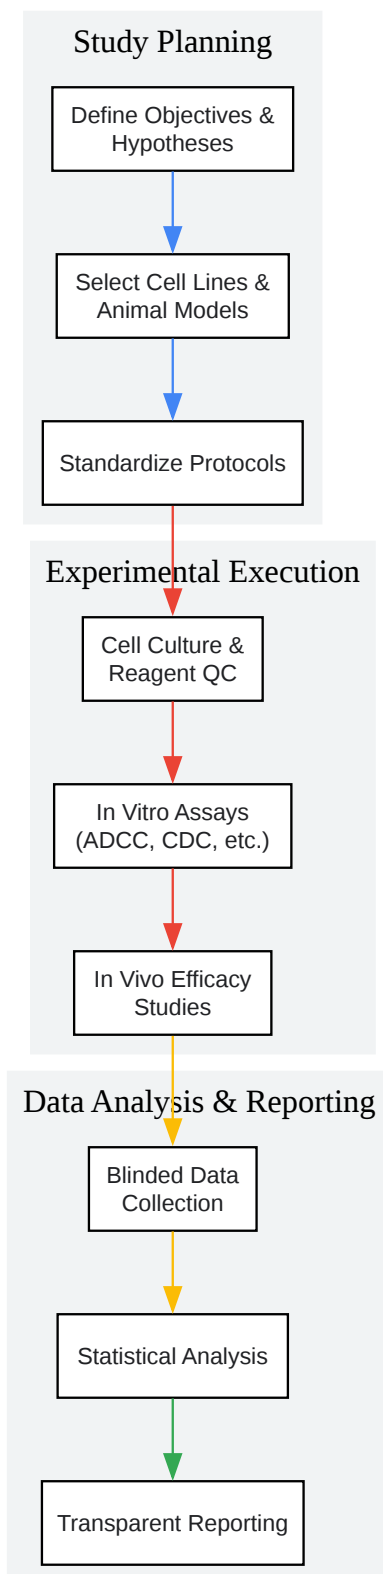 Study Planning
Define Objectives &
Hypotheses
Select Cell Lines &
Animal Models
Standardize Protocols
Experimental Execution
Cell Culture &
Reagent QC
In Vitro Assays
(ADCC, CDC, etc.)
In Vivo Efficacy
Studies
Data Analysis & Reporting
Blinded Data
Collection
Statistical Analysis
Transparent Reporting